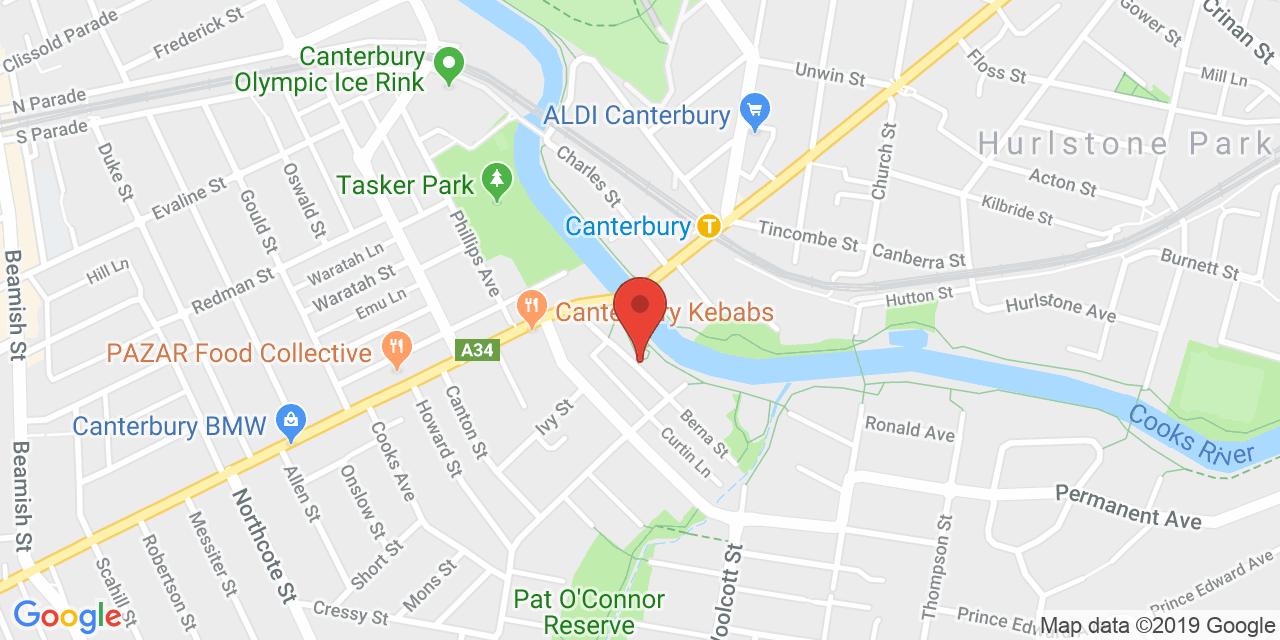 Clissold Parade
Frederick St
Gower St
Crinan St
Canterbury
Olympic Ice Rink
Unwin St
Floss St
Mill Ln
N Parade
S Parade
ALDI Canterbury
Hurlstone Park
Duke St
Evaline St
Oswald St
Gould St
Charles St
Church St
Acton St
Kilbride St
Tasker Park
Phillips Ave
Canterbury
T
Tincombe St
Canberra St
Burnett St
Beamish St
Hill Ln
Redman St
Waratah Ln
Waratah St
Emu Ln
Hutton St
Hurlstone Ave
Canterbury Kebabs
PAZAR Food Collective
A34
Canterbury BMW
Cooks Ave
Howard St
Canton St
Ivy St
Berna St
Curtin Ln
Ronald Ave
Cooks River
Beamish St
Northcote St
Allen St
Onslow St
Short St
Mons St
Permanent Ave
Thompson St
Woolcott St
Scahill St
Robertson St
Messiter St
Cressy St
Pat O'Connor
Reserve
Prince Edward Ave
Prince Edward
Google
Map data ©2019 Google